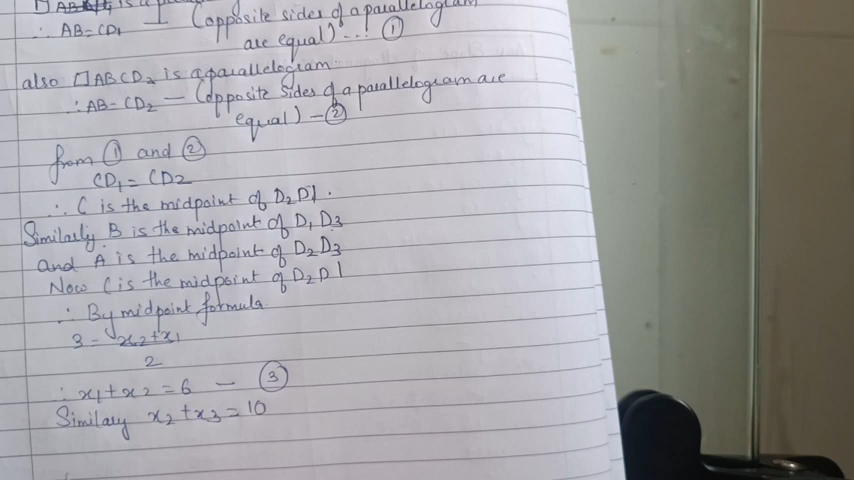 ∴ AB=CD1 — (opposite sides of a parallelogram
are equal)...! ①
also □ABCD2 is a parallelogram.
∴ AB= CD2 — (opposite sides of a parallelogram are
equal) — ②
from ① and ②
CD1 = CD2
∴ C is the midpoint of D2D1.
Similarly B is the midpoint of D1 D3
and A is the midpoint of D2D3
Now C is the midpoint of D2D1
∴ By midpoint formula
3 = x2+x1
2
∴ x1+x2 = 6 — ③
Similary x2+x3=10